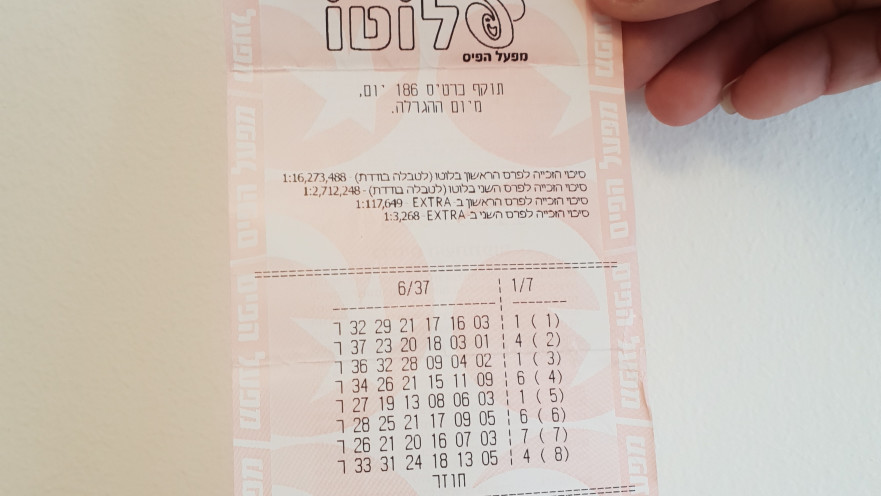 לוטו
מפעל הפיס
תוקף כרטיס 186 יום,
מיום ההגרלה.
סיכוי הזכייה לפרס הראשון בלוטו (לטבלה בודדת) - 1:16,273,488
סיכוי הזכייה לפרס השני בלוטו (לטבלה בודדת) - 1:2,712,248
סיכוי הזכייה לפרס הראשון ב-EXTRA 1:117,649
סיכוי הזכייה לפרס השני ב-EXTRA 1:3,268
6/37 | 1/7
ר 32 29 21 17 16 03 | 1 ( 1)
ר 37 23 20 18 03 01 | 4 ( 2)
ר 36 32 28 09 04 02 | 1 ( 3)
ר 34 26 21 15 11 09 | 6 ( 4)
ר 27 19 13 08 06 03 | 1 ( 5)
ר 28 25 21 17 09 05 | 6 ( 6)
ר 26 21 20 16 07 03 | 7 ( 7)
ר 33 31 24 18 13 05 | 4 ( 8)
חוזר
מפעל הפיס
מפעל הפיס